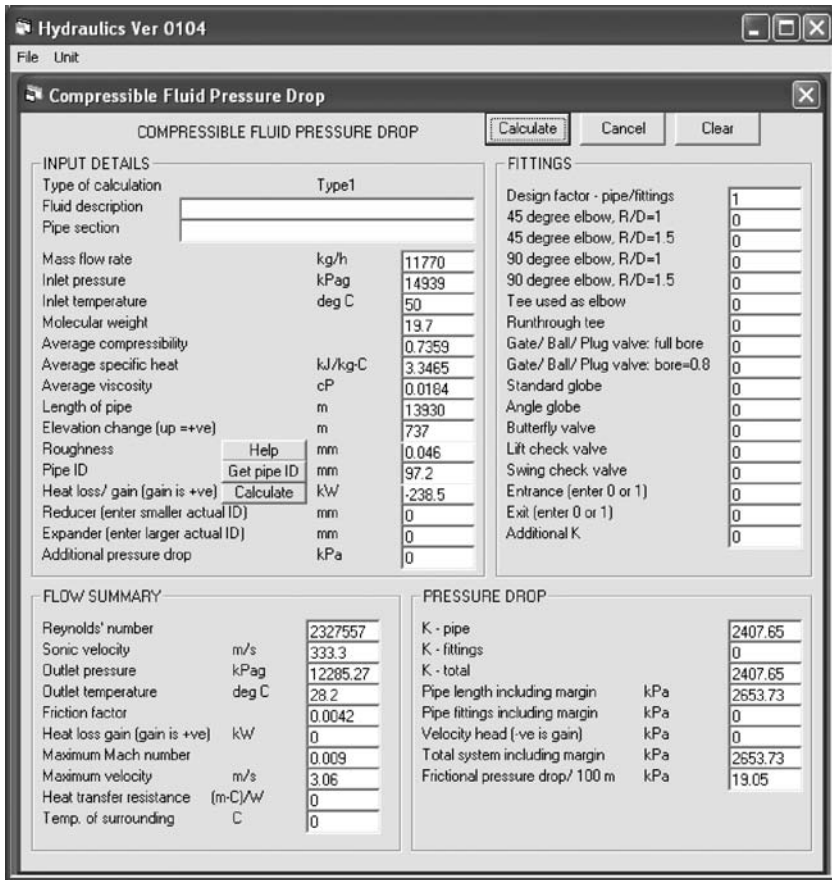 Hydraulics Ver 0104
File Unit
Compressible Fluid Pressure Drop
COMPRESSIBLE FLUID PRESSURE DROP Calculate Cancel Clear
INPUT DETAILS
Type of calculation Type1
Fluid description
Pipe section
Mass flow rate kg/h 11770
Inlet pressure kPag 14939
Inlet temperature deg C 50
Molecular weight 19.7
Average compressibility 0.7359
Average specific heat kJ/kg-C 3.3465
Average viscosity cP 0.0184
Length of pipe m 13930
Elevation change (up =+ve) m 737
Roughness Help mm 0.046
Pipe ID Get pipe ID mm 97.2
Heat loss/ gain (gain is +ve) Calculate kW -238.5
Reducer (enter smaller actual ID) mm 0
Expander (enter larger actual ID) mm 0
Additional pressure drop kPa 0
FITTINGS
Design factor - pipe/fittings 1
45 degree elbow, R/D=1 0
45 degree elbow, R/D=1.5 0
90 degree elbow, R/D=1 0
90 degree elbow, R/D=1.5 0
Tee used as elbow 0
Runthrough tee 0
Gate/ Ball/ Plug valve: full bore 0
Gate/ Ball/ Plug valve: bore=0.8 0
Standard globe 0
Angle globe 0
Butterfly valve 0
Lift check valve 0
Swing check valve 0
Entrance (enter 0 or 1) 0
Exit (enter 0 or 1) 0
Additional K 0
FLOW SUMMARY
Reynolds' number 2327557
Sonic velocity m/s 333.3
Outlet pressure kPag 12285.27
Outlet temperature deg C 28.2
Friction factor 0.0042
Heat loss gain (gain is +ve) kW 0
Maximum Mach number 0.009
Maximum velocity m/s 3.06
Heat transfer resistance (m-C)/W 0
Temp. of surrounding C 0
PRESSURE DROP
K - pipe 2407.65
K - fittings 0
K - total 2407.65
Pipe length including margin kPa 2653.73
Pipe fittings including margin kPa 0
Velocity head (-ve is gain) kPa 0
Total system including margin kPa 2653.73
Frictional pressure drop/ 100 m kPa 19.05